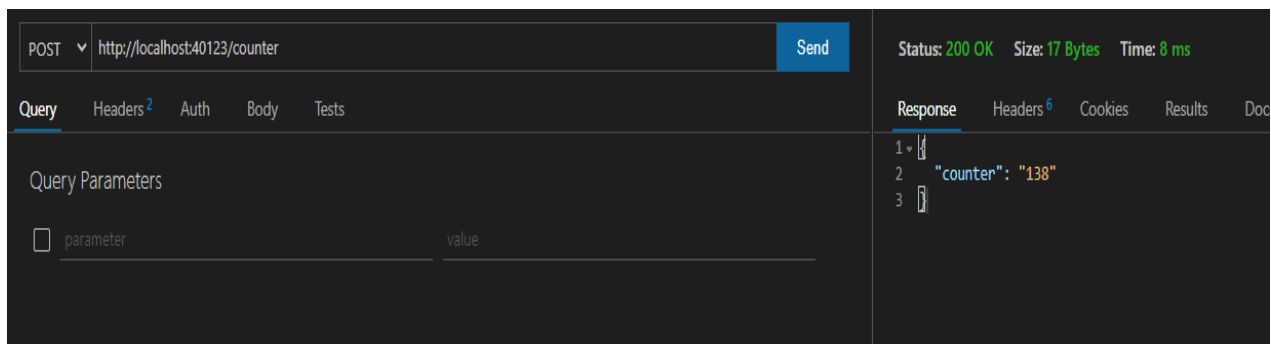 POST http://localhost:40123/counter Send
Query Headers 2 Auth Body Tests
Query Parameters
parameter value
Status: 200 OK Size: 17 Bytes Time: 8 ms
Response Headers 6 Cookies Results Doc
1 {
2 "counter": "138"
3 }